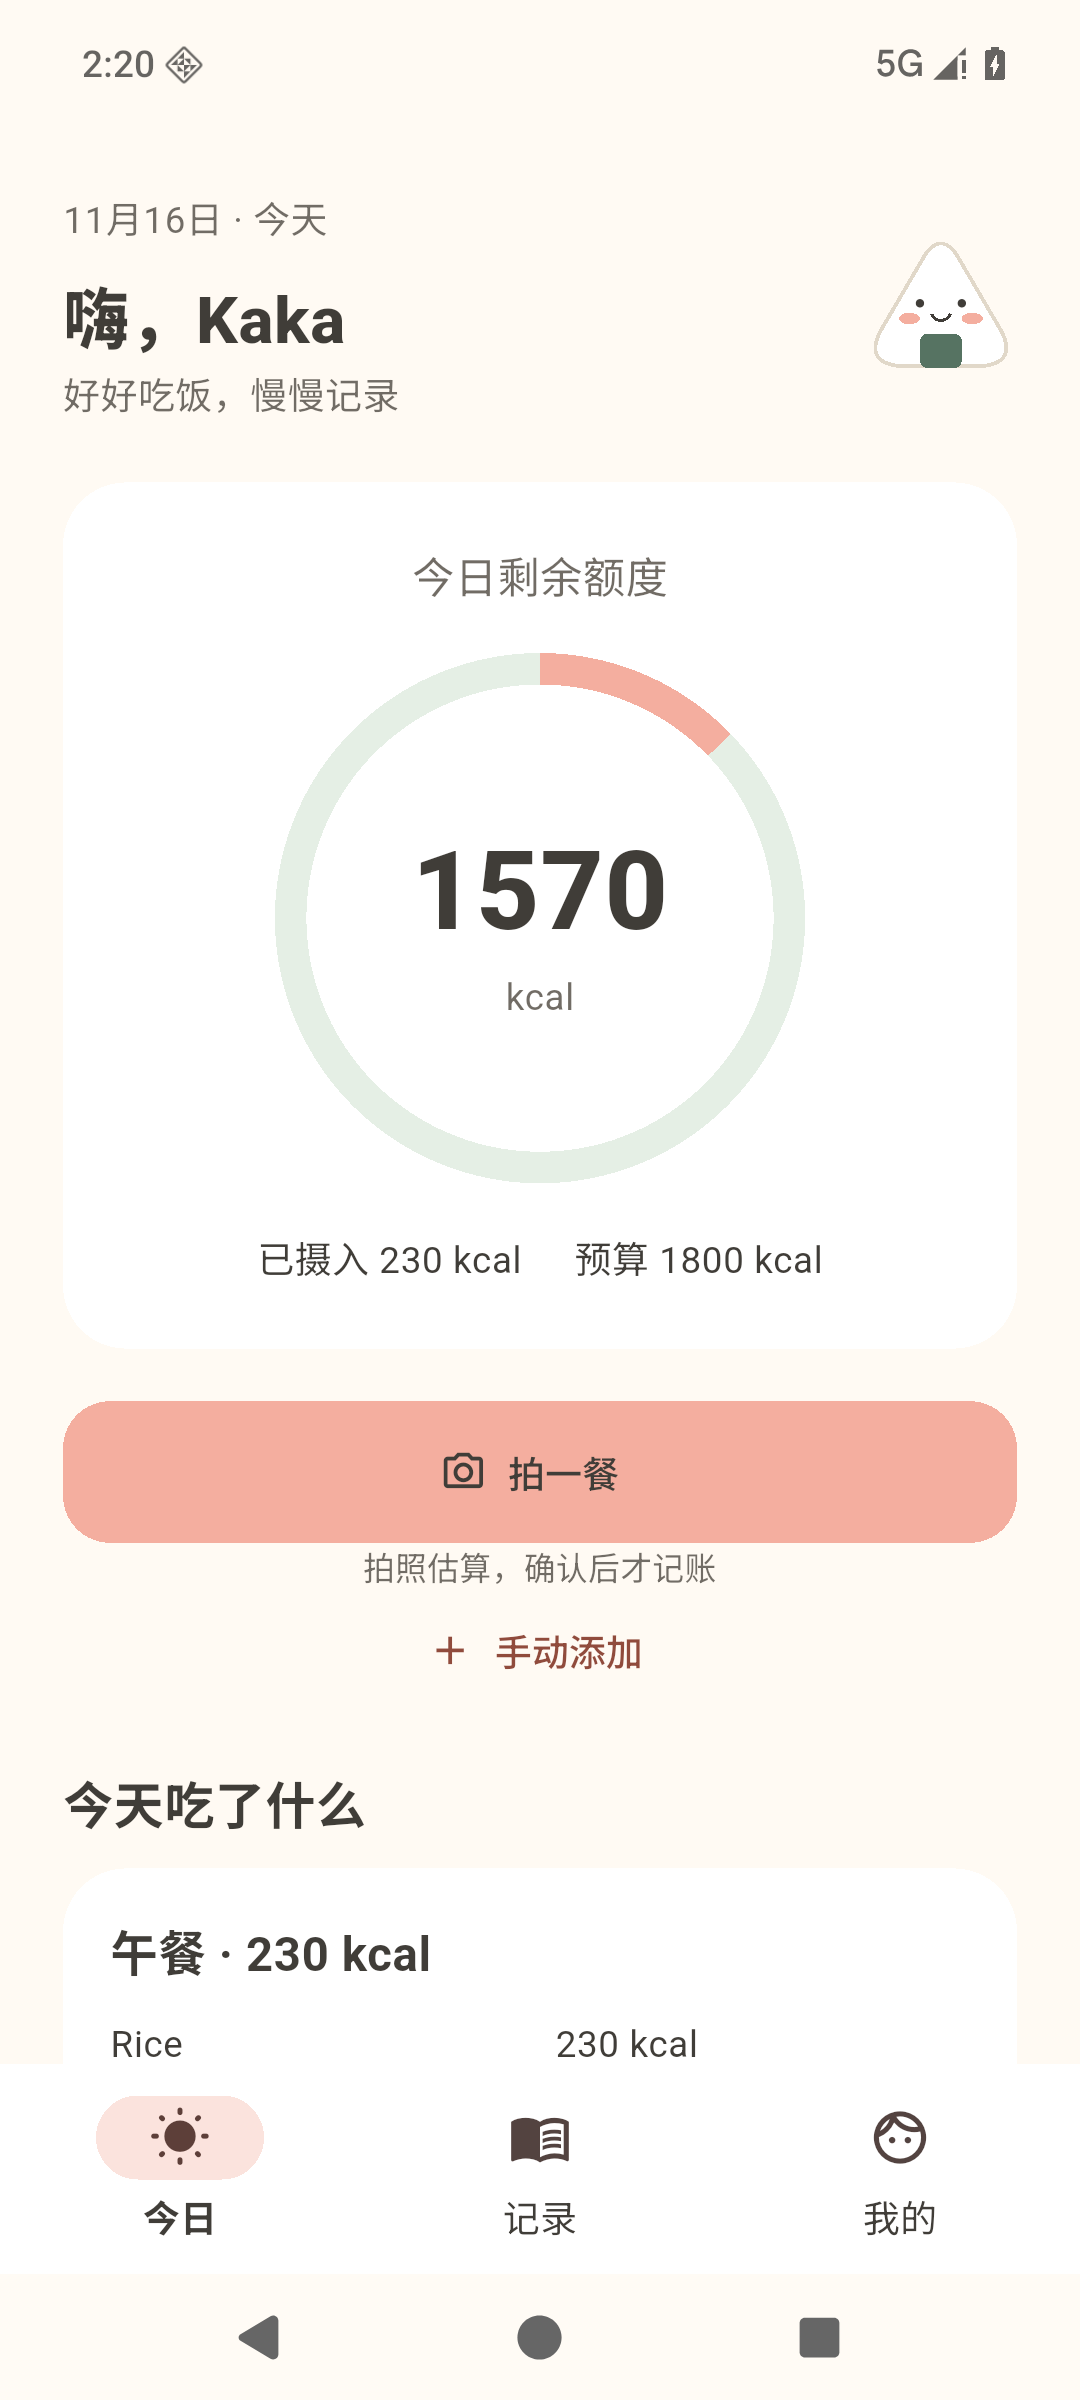 2:20 5G
11月16日 · 今天
嗨，Kaka
好好吃饭，慢慢记录
今日剩余额度
1570
kcal
已摄入 230 kcal 预算 1800 kcal
拍一餐
拍照估算，确认后才记账
+ 手动添加
今天吃了什么
午餐 · 230 kcal
Rice 230 kcal
今日 记录 我的